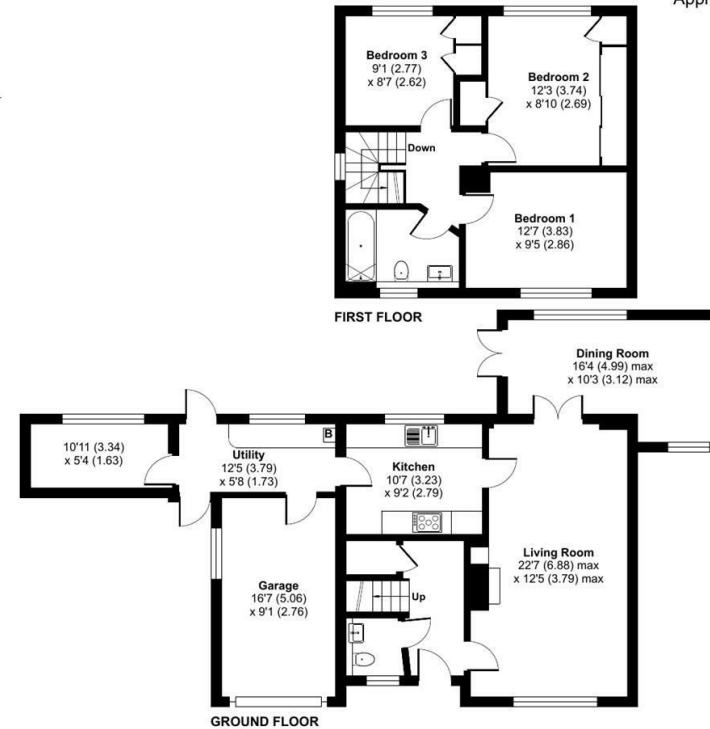 Appr
Bedroom 3
9'1 (2.77)
x 8'7 (2.62)
Bedroom 2
12'3 (3.74)
x 8'10 (2.69)
Down
Bedroom 1
12'7 (3.83)
x 9'5 (2.86)
FIRST FLOOR
Dining Room
16'4 (4.99) max
x 10'3 (3.12) max
10'11 (3.34)
x 5'4 (1.63)
B
Utility
12'5 (3.79)
x 5'8 (1.73)
Kitchen
10'7 (3.23)
x 9'2 (2.79)
Living Room
22'7 (6.88) max
x 12'5 (3.79) max
Garage
16'7 (5.06)
x 9'1 (2.76)
Up
GROUND FLOOR